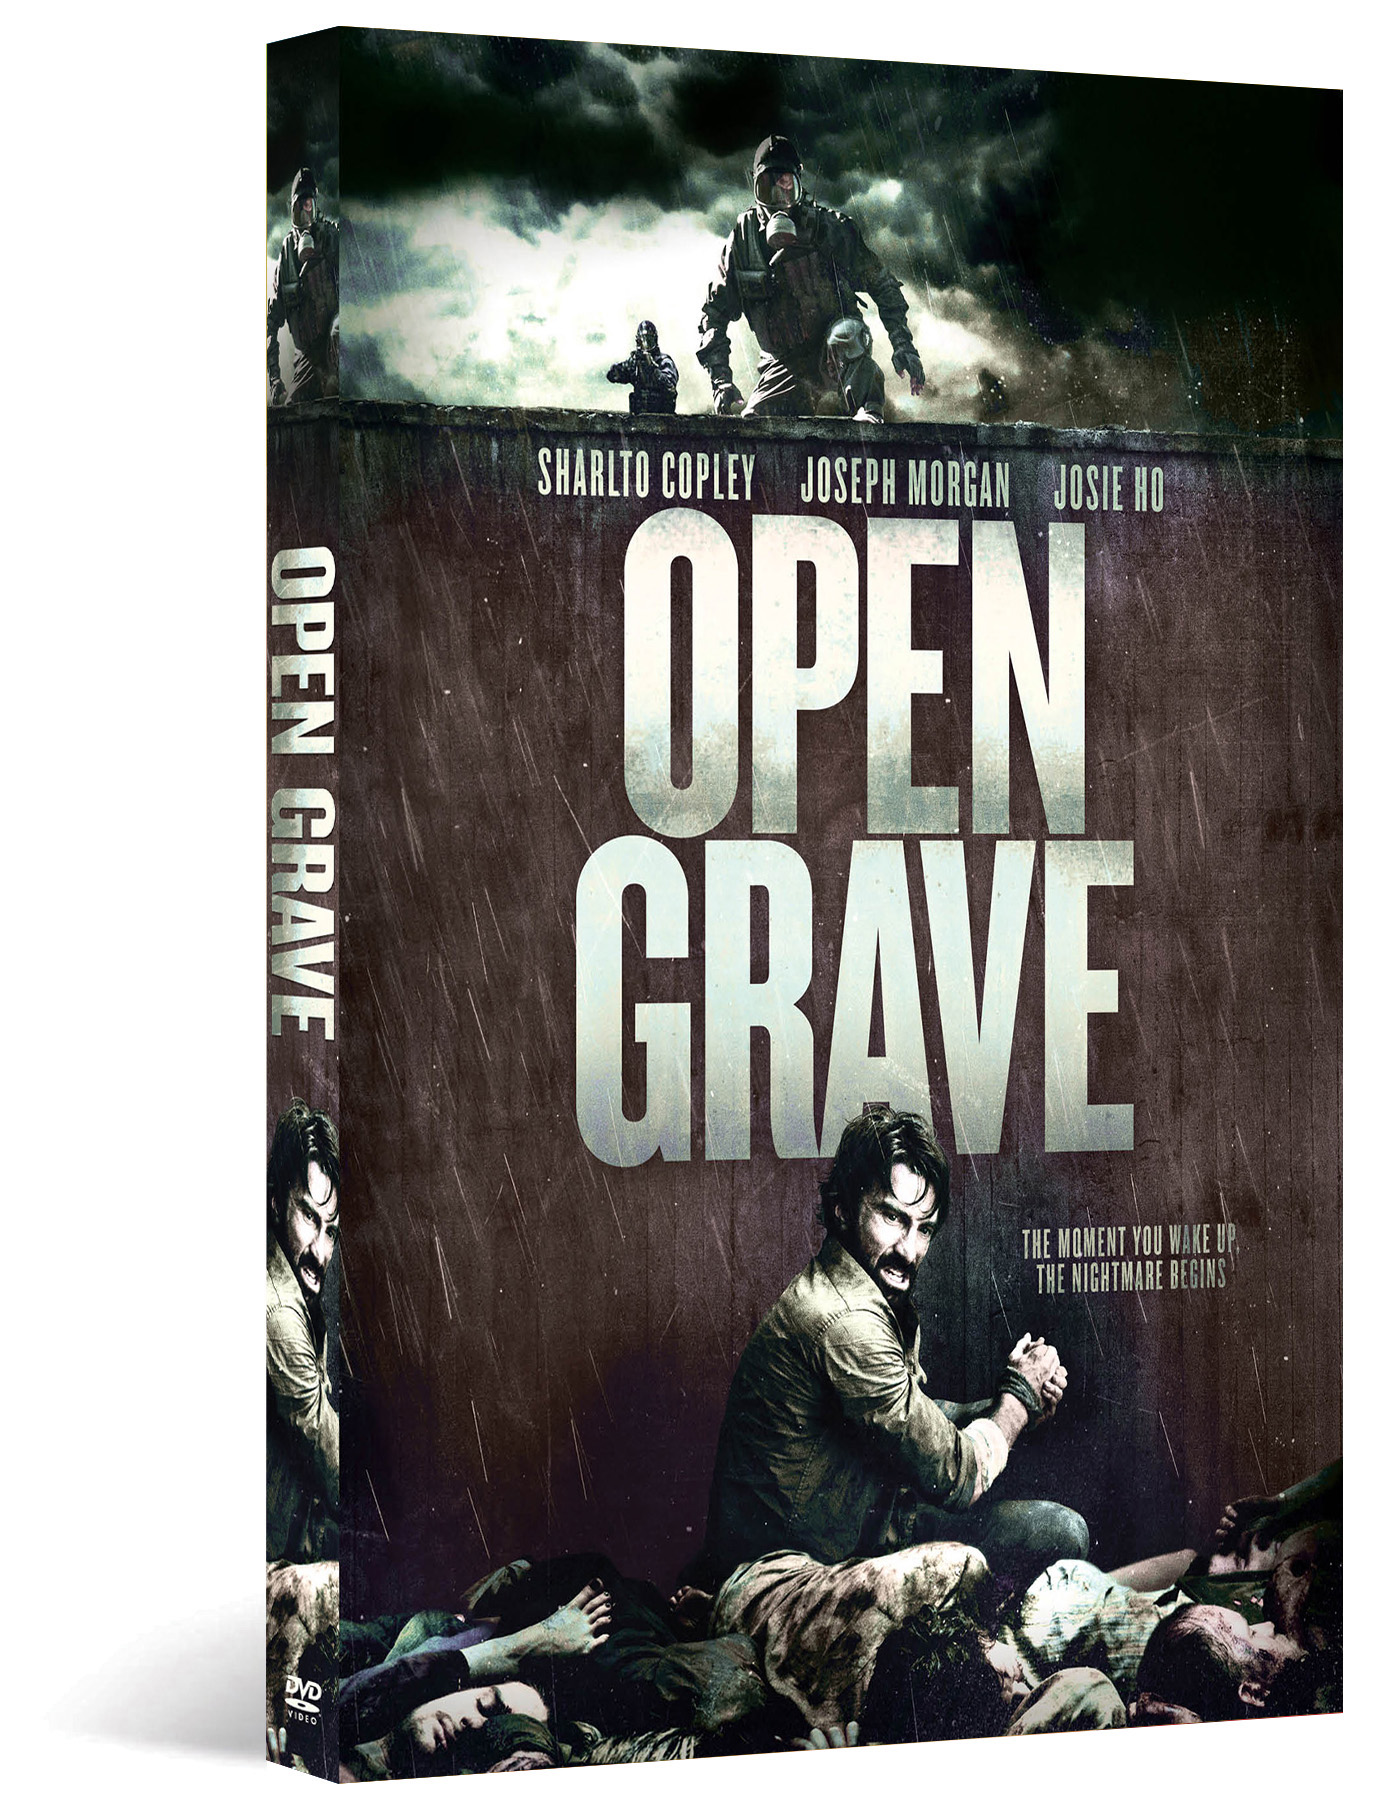 SHARLTO COPLEY JOSEPH MORGAN JOSIE HO
OPEN
GRAVE
THE MOMENT YOU WAKE UP,
THE NIGHTMARE BEGINS
OPEN GRAVE
DVD
VIDEO